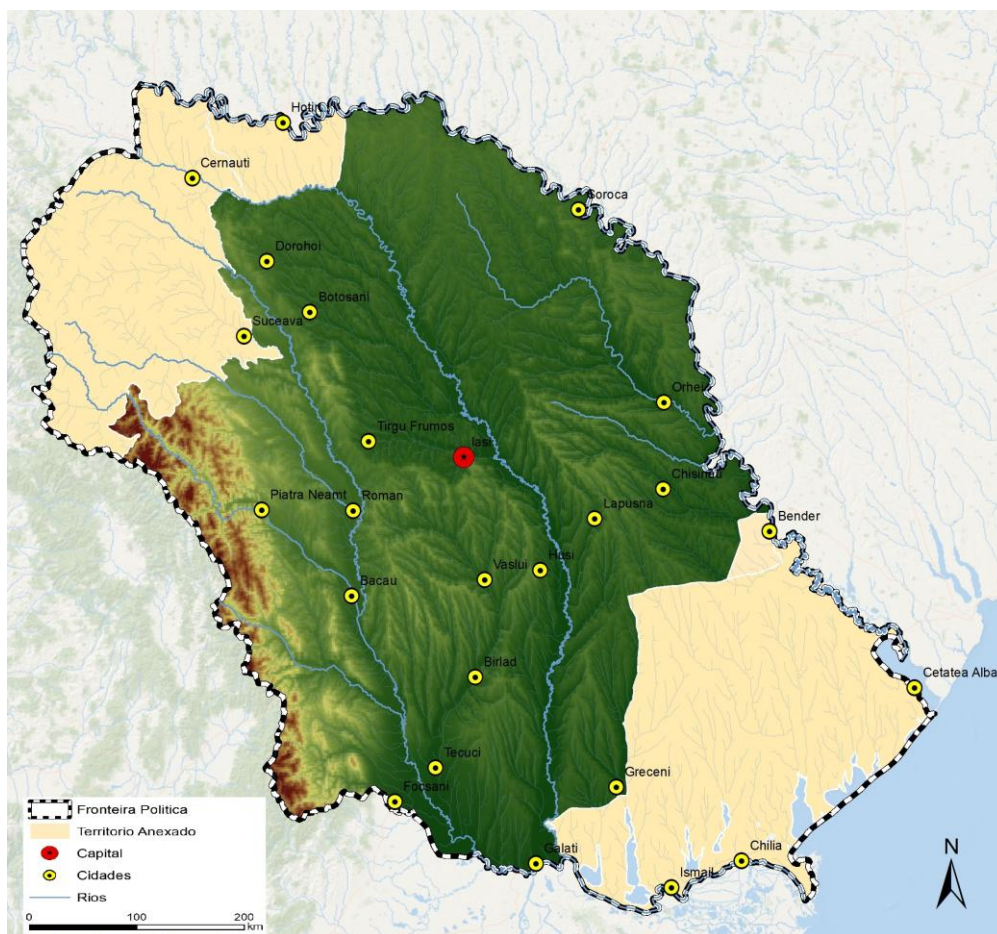 Hotin
Cernauti
Soroca
Dorohoi
Botosani
Suceava
Orhei
Tirgu Frumos
Iasi
Chisinau
Piatra Neamt
Roman
Lapusna
Bender
Husi
Vaslui
Bacau
Birlad
Cetatea Alba
Tecuci
Greceni
Focsani
Galati
Chilia
Ismail
Fronteira Politica
Territorio Anexado
Capital
Cidades
Rios
0 100 200
km
N